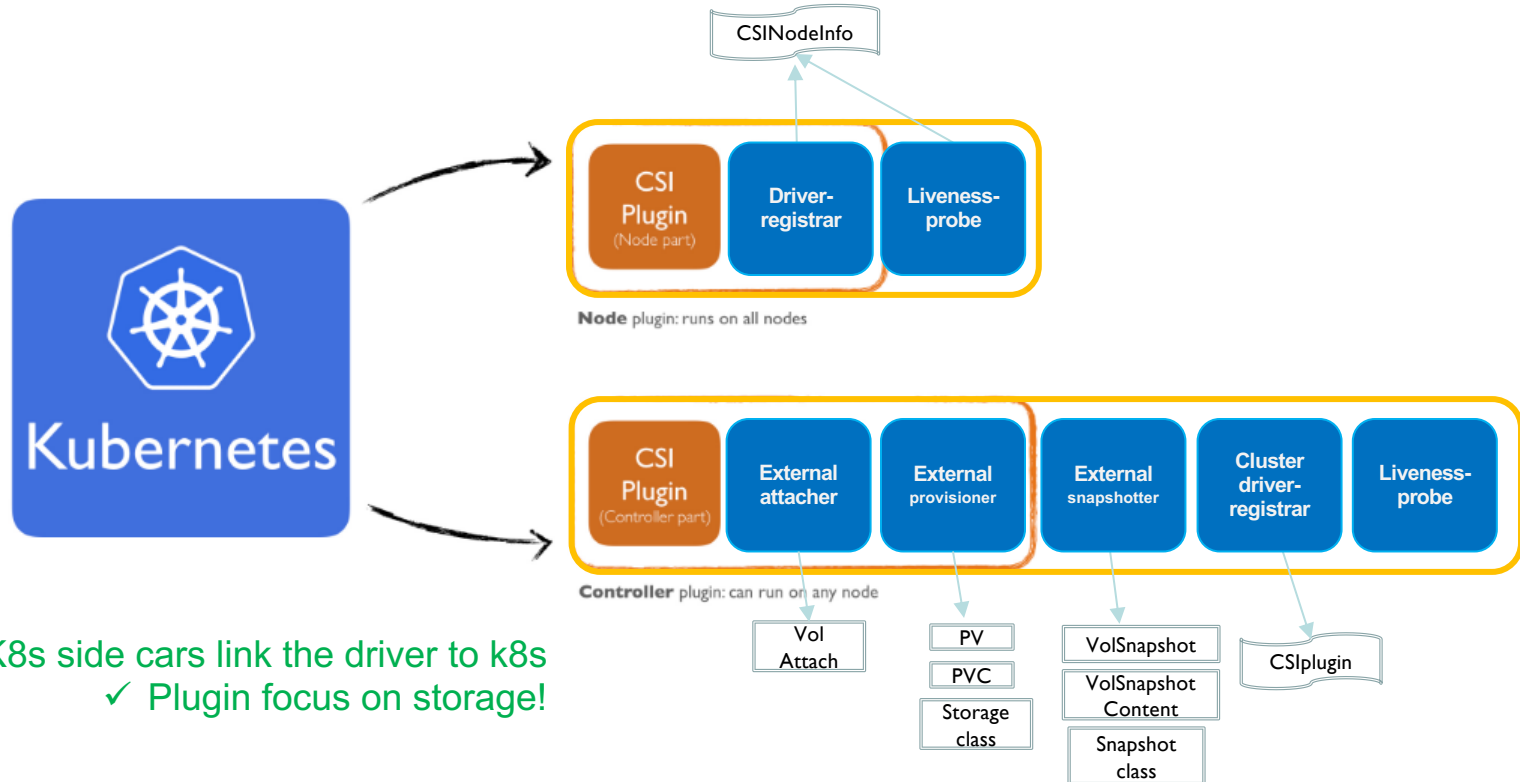 CSINodeInfo
CSI
Plugin
(Node part)
Driver-
registrar
Liveness-
probe
Node plugin: runs on all nodes
Kubernetes
CSI
Plugin
(Controller part)
External
attacher
External
provisioner
External
snapshotter
Cluster
driver-
registrar
Liveness-
probe
Controller plugin: can run on any node
Vol
Attach
PV
PVC
Storage
class
VolSnapshot
VolSnapshot
Content
Snapshot
class
CSIplugin
K8s side cars link the driver to k8s
✓ Plugin focus on storage!